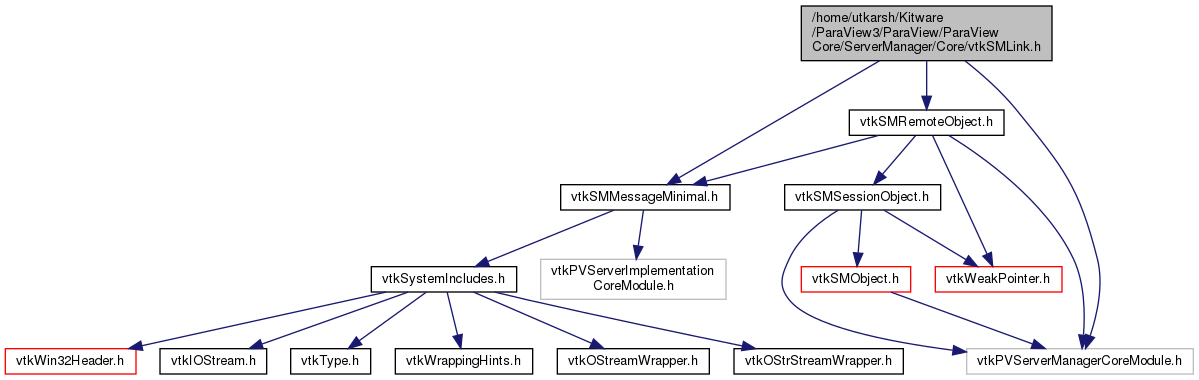 /home/utkarsh/Kitware
/ParaView3/ParaView/ParaView
Core/ServerManager/Core/vtkSMLink.h
vtkSMRemoteObject.h
vtkSMMessageMinimal.h
vtkSMSessionObject.h
vtkSystemIncludes.h
vtkPVServerImplementation
CoreModule.h
vtkSMObject.h
vtkWeakPointer.h
vtkWin32Header.h
vtkIOStream.h
vtkType.h
vtkWrappingHints.h
vtkOStreamWrapper.h
vtkOStrStreamWrapper.h
vtkPVServerManagerCoreModule.h